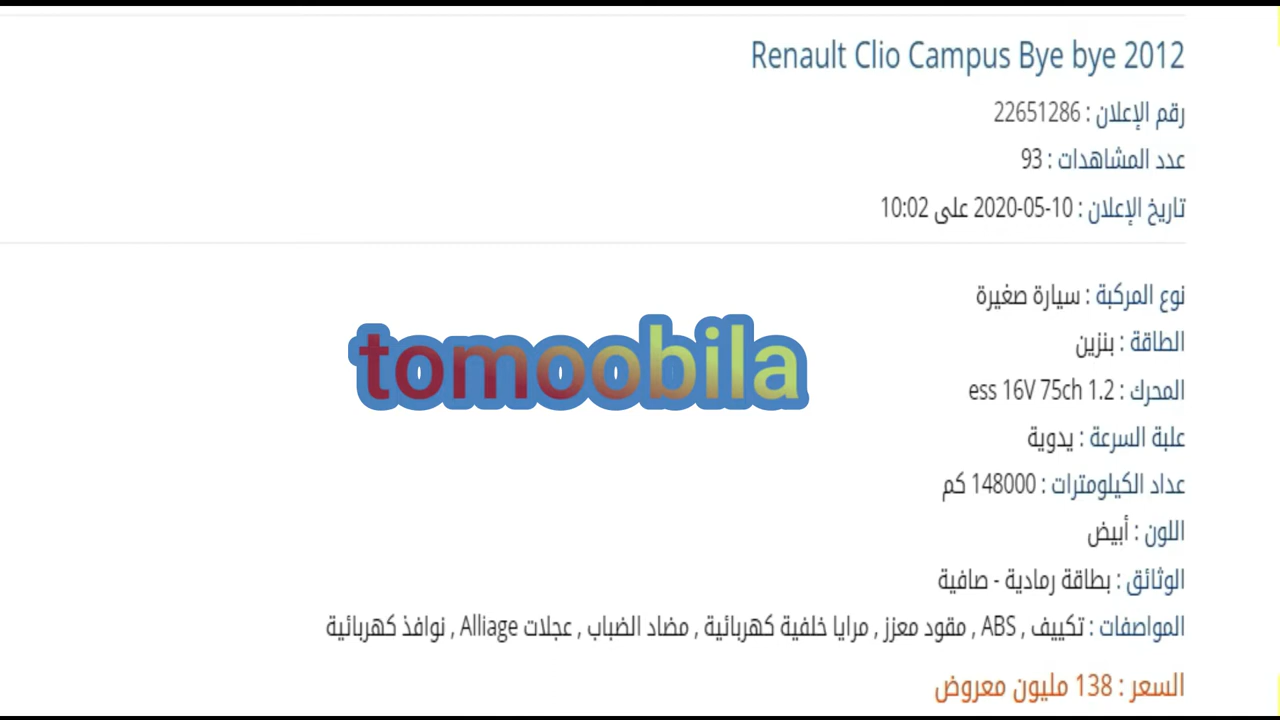 Renault Clio Campus Bye bye 2012
رقم الإعلان : 22651286
عدد المشاهدات : 93
تاريخ الإعلان : 10-05-2020 على 10:02
نوع المركبة : سيارة صغيرة
الطاقة : بنزين
tomoobila
المحرك : 1.2 ess 16V 75ch
علبة السرعة : يدوية
عداد الكيلومترات : 148000 كم
اللون : أبيض
الوثائق : بطاقة رمادية - صافية
المواصفات : تكييف , ABS , مقود معزز , مرايا خلفية كهربائية , مضاد الضباب , عجلات Alliage , نوافذ كهربائية
السعر : 138 مليون معروض